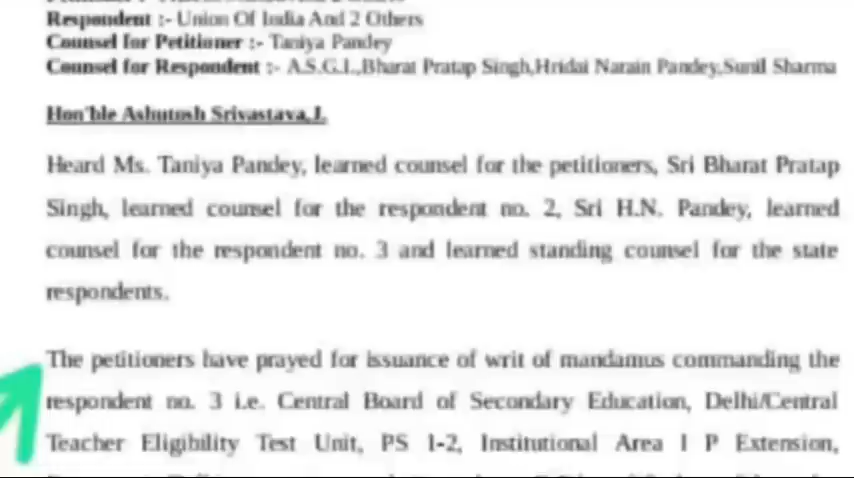 Respondent :- Union Of India And 2 Others
Counsel for Petitioner :- Taniya Pandey
Counsel for Respondent :- A.S.G.I.,Bharat Pratap Singh,Hridai Narain Pandey,Sunil Sharma
Hon'ble Ashutosh Srivastava,J.
Heard Ms. Taniya Pandey, learned counsel for the petitioners, Sri Bharat Pratap
Singh, learned counsel for the respondent no. 2, Sri H.N. Pandey, learned
counsel for the respondent no. 3 and learned standing counsel for the state
respondents.
The petitioners have prayed for issuance of writ of mandamus commanding the
respondent no. 3 i.e. Central Board of Secondary Education, Delhi/Central
Teacher Eligibility Test Unit, PS 1-2, Institutional Area I P Extension,